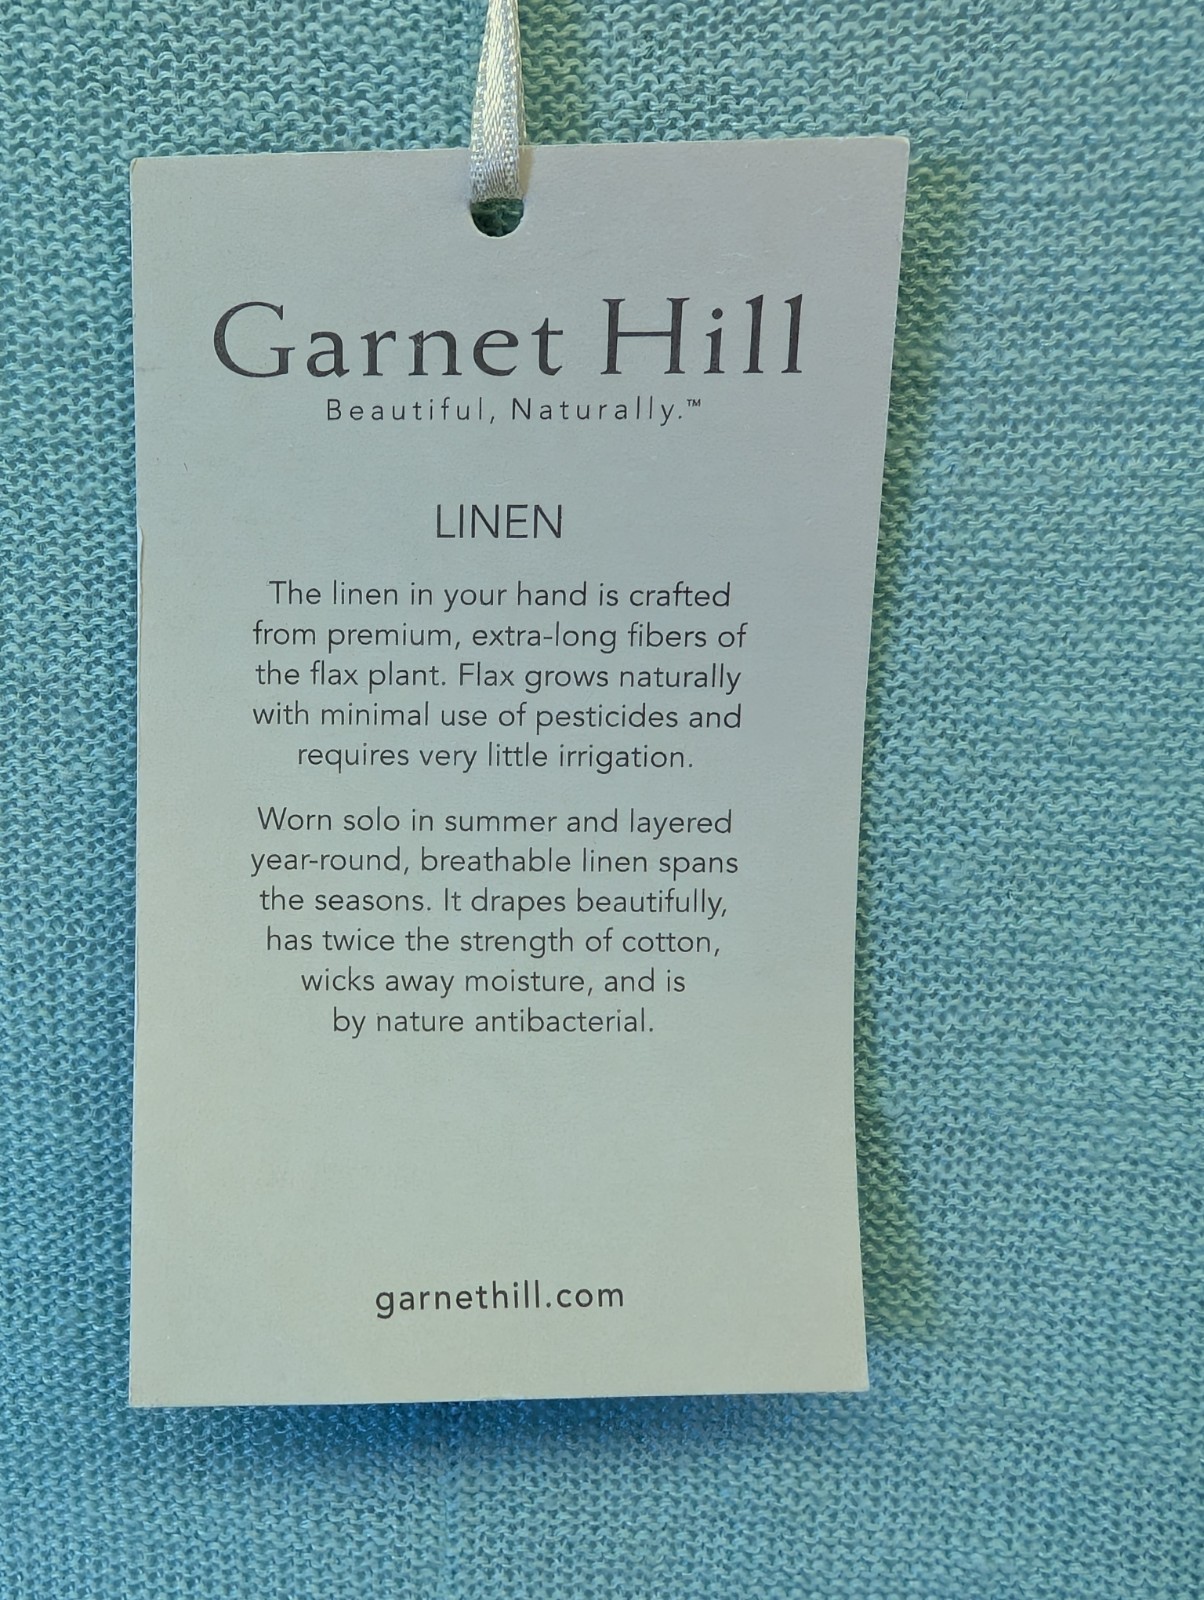 Garnet Hill
Beautiful, Naturally.™
LINEN
The linen in your hand is crafted
from premium, extra-long fibers of
the flax plant. Flax grows naturally
with minimal use of pesticides and
requires very little irrigation.
Worn solo in summer and layered
year-round, breathable linen spans
the seasons. It drapes beautifully,
has twice the strength of cotton,
wicks away moisture, and is
by nature antibacterial.
garnethill.com